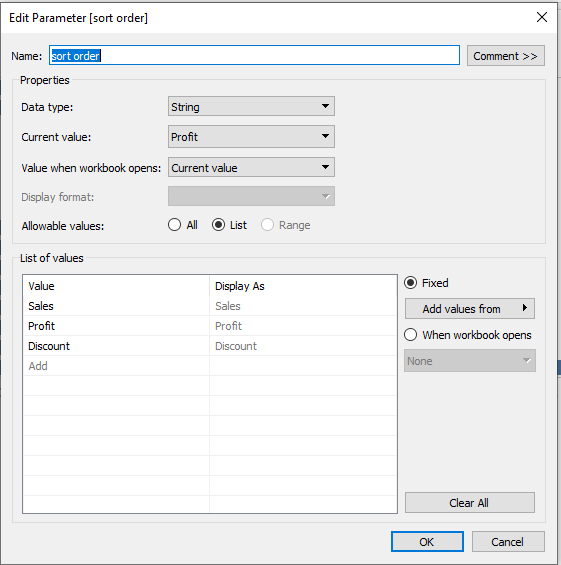 Edit Parameter [sort order]
Name: sort order Comment >>
Properties
Data type: String
Current value: Profit
Value when workbook opens: Current value
Display format:
Allowable values: All List Range
List of values
Value Display As
Sales Sales
Profit Profit
Discount Discount
Add
Fixed
Add values from
When workbook opens
None
Clear All
OK Cancel